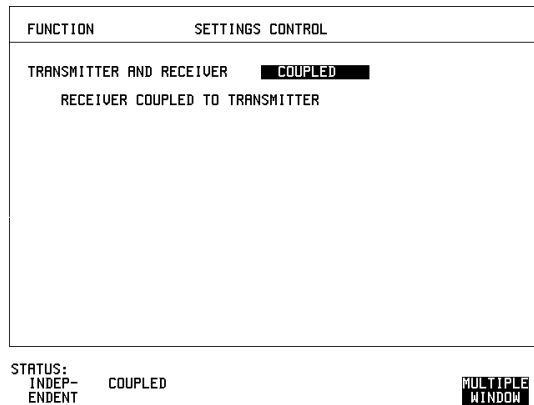 FUNCTION SETTINGS CONTROL
TRANSMITTER AND RECEIVER COUPLED
RECEIVER COUPLED TO TRANSMITTER
STATUS:
INDEP- COUPLED MULTIPLE
ENDENT WINDOW